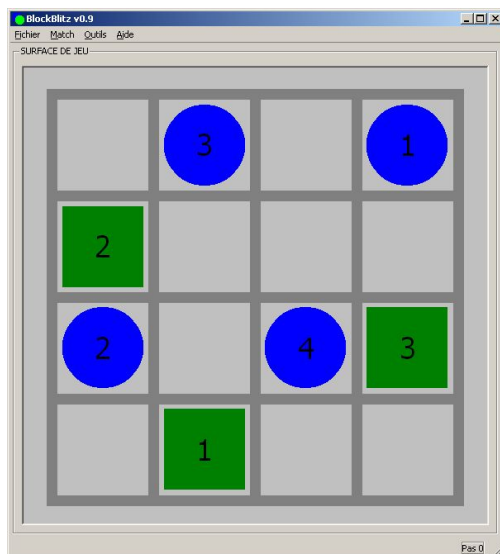 BlockBlitz v0.9
Fichier Match Outils Aide
SURFACE DE JEU
3 1
2
2 4 3
1
Pas 0